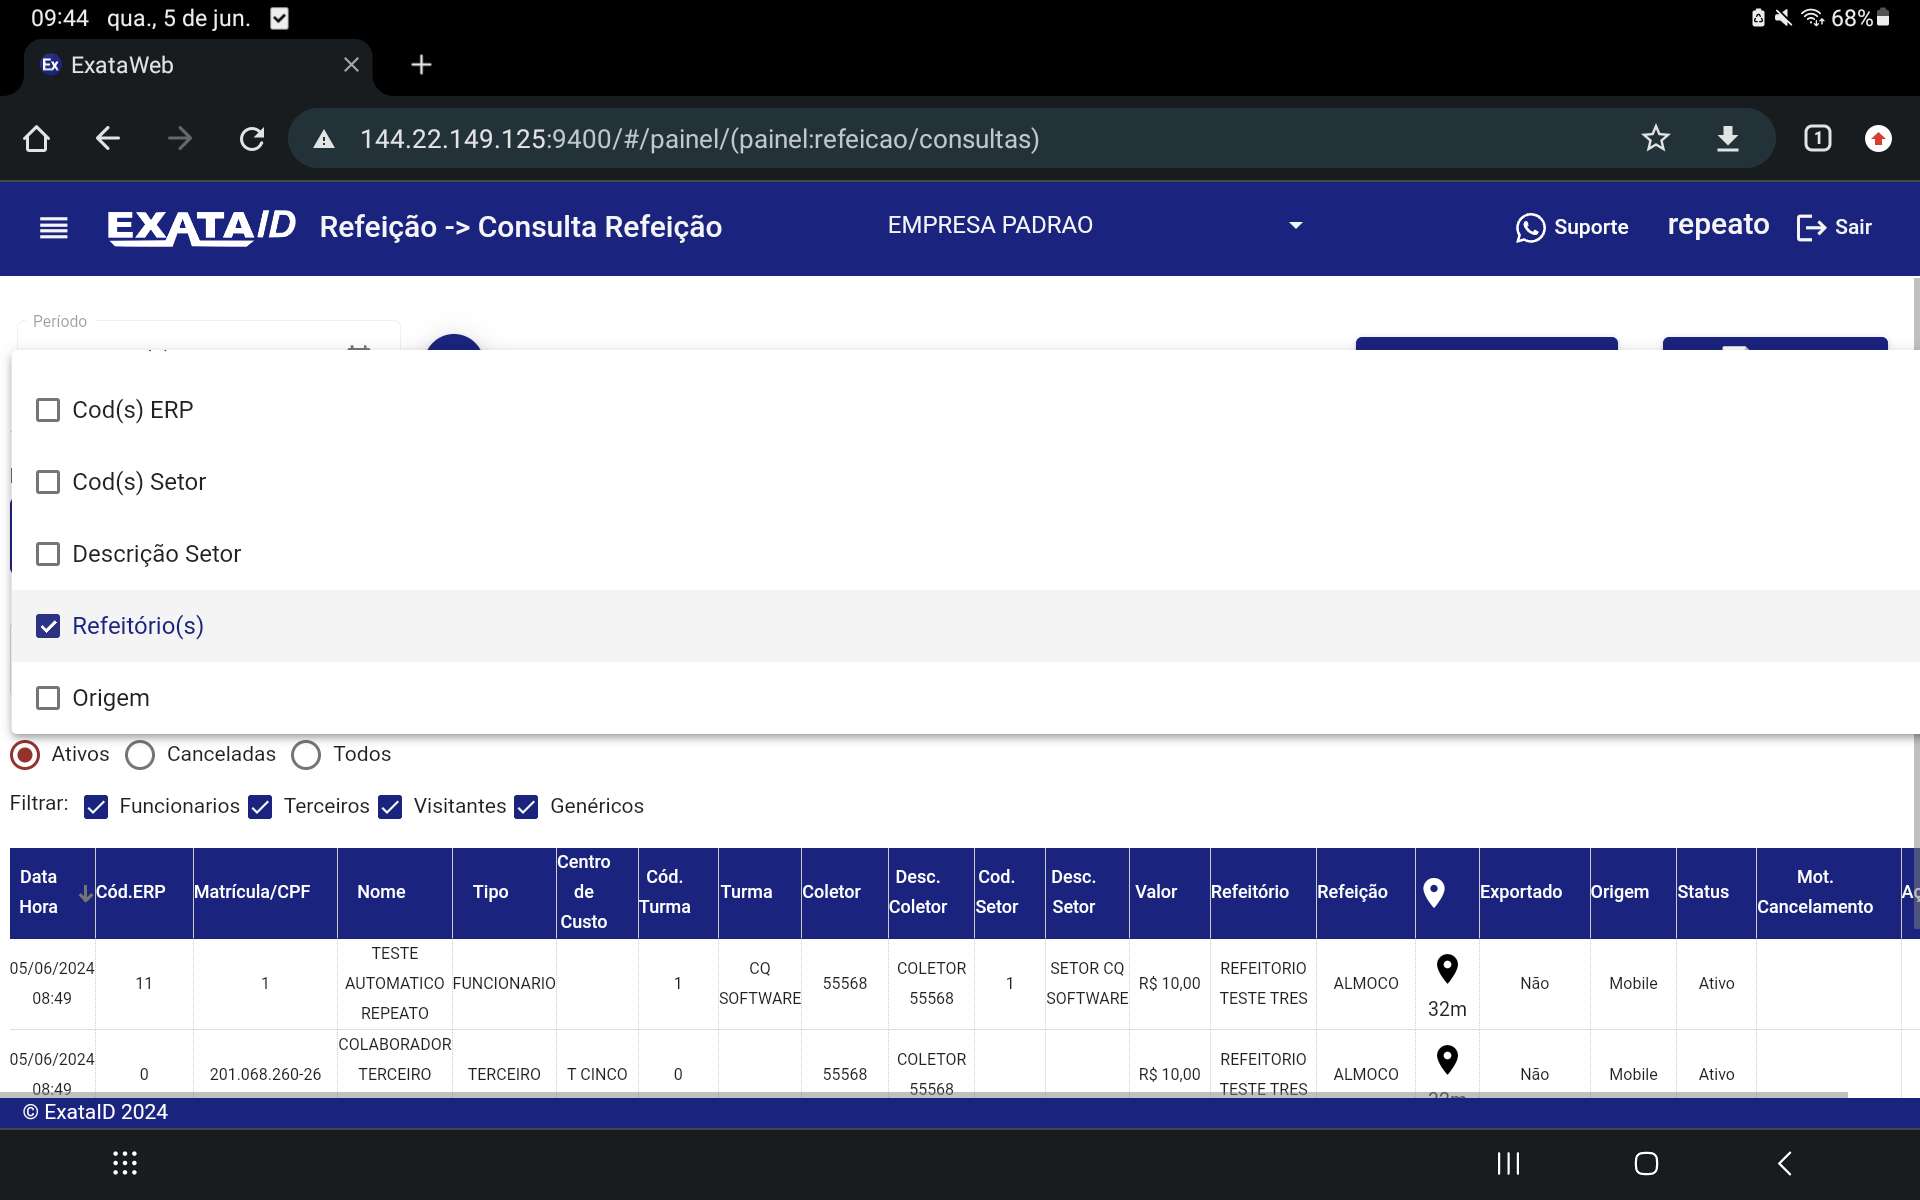 09:44 qua., 5 de jun. 68%
Ex ExataWeb
144.22.149.125:9400/#/painel/(painel:refeicao/consultas) 1
EXATAID Refeição -> Consulta Refeição EMPRESA PADRAO Suporte repeato Sair
Período
Cod(s) ERP
Cod(s) Setor
Descrição Setor
Refeitório(s)
Origem
Ativos Canceladas Todos
Filtrar: Funcionarios Terceiros Visitantes Genéricos
Data Hora Cód.ERP Matrícula/CPF Nome Tipo Centro de Custo Cód. Turma Turma Coletor Desc. Coletor Cod. Setor Desc. Setor Valor Refeitório Refeição Exportado Origem Status Mot. Cancelamento
05/06/2024 08:49 11 1 TESTE AUTOMATICO REPEATO FUNCIONARIO 1 CQ SOFTWARE 55568 COLETOR 55568 1 SETOR CQ SOFTWARE R$ 10,00 REFEITORIO TESTE TRES ALMOCO 32m Não Mobile Ativo
05/06/2024 08:49 0 201.068.260-26 COLABORADOR TERCEIRO TERCEIRO T CINCO 0 55568 COLETOR 55568 R$ 10,00 REFEITORIO TESTE TRES ALMOCO Não Mobile Ativo
© ExataID 2024